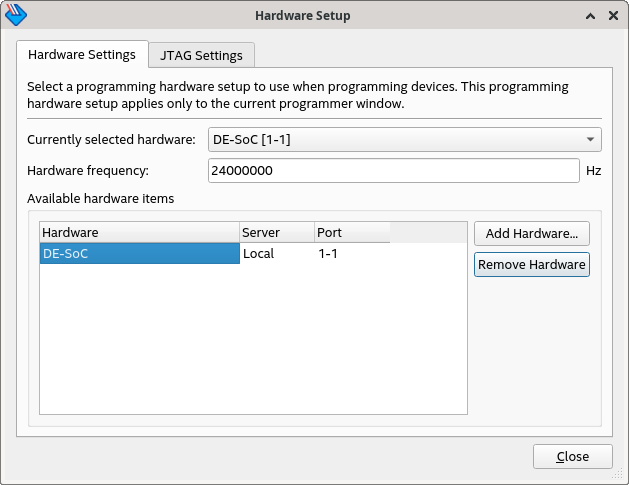 Hardware Setup
Hardware Settings
JTAG Settings
Select a programming hardware setup to use when programming devices. This programming
hardware setup applies only to the current programmer window.
Currently selected hardware:
DE-SoC [1-1]
Hardware frequency:
24000000
Hz
Available hardware items
Hardware
Server
Port
DE-SoC
Local
1-1
Add Hardware...
Remove Hardware
Close